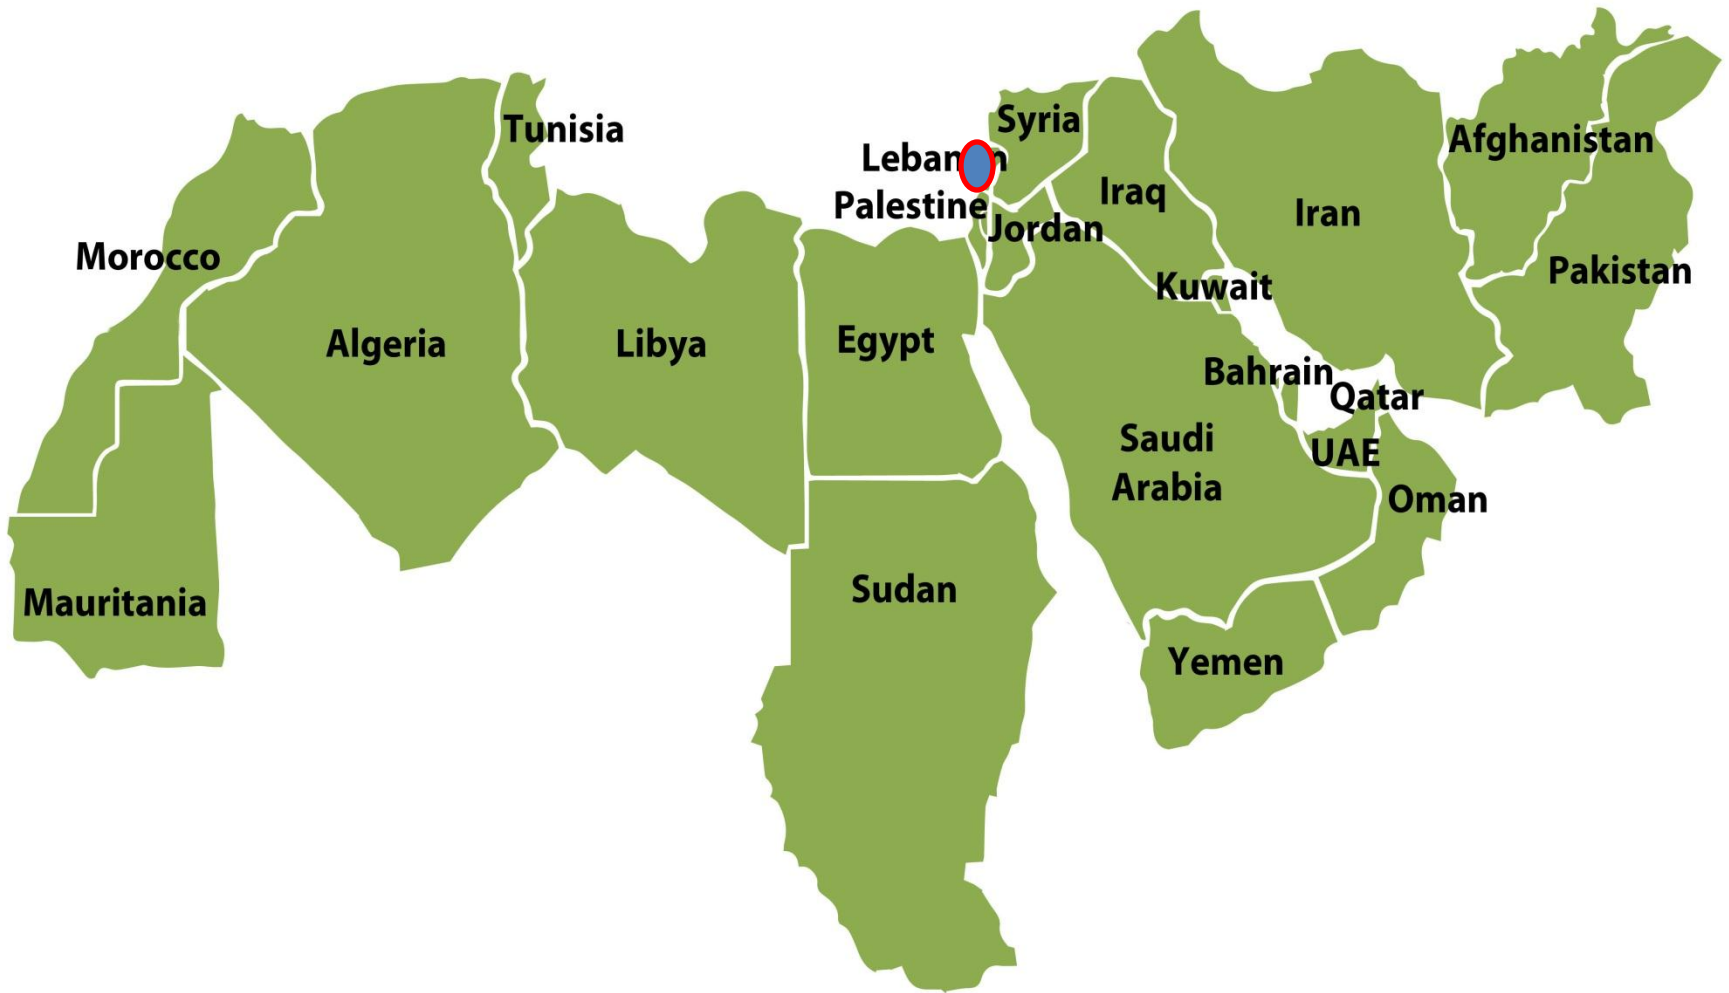 Tunisia
Syria
Afghanistan
Lebanon
Iraq
Palestine
Iran
Jordan
Morocco
Pakistan
Kuwait
Algeria
Libya
Egypt
Bahrain
Qatar
Saudi
Arabia
UAE
Oman
Sudan
Mauritania
Yemen